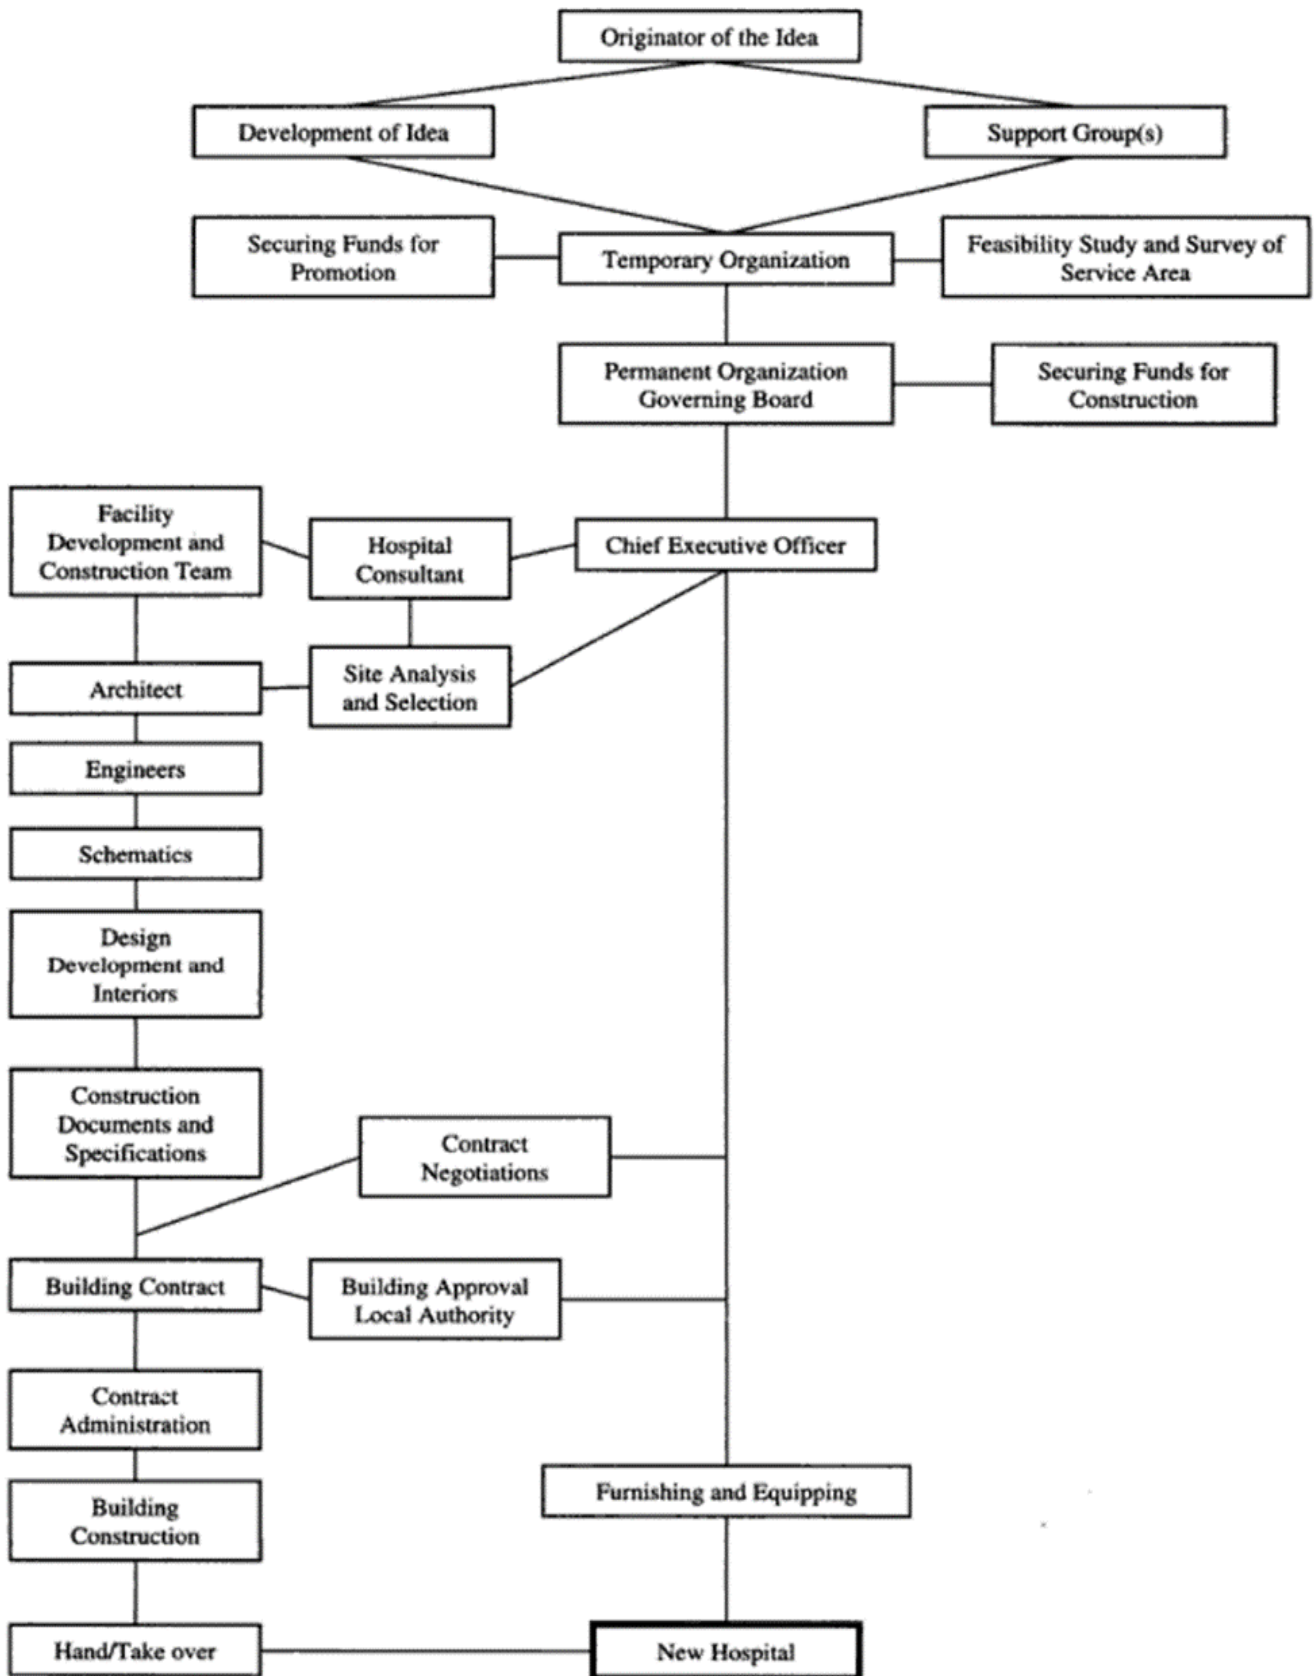 Originator of the Idea
Development of Idea
Support Group(s)
Securing Funds for
Promotion
Temporary Organization
Feasibility Study and Survey of
Service Area
Permanent Organization
Governing Board
Securing Funds for
Construction
Facility
Development and
Construction Team
Hospital
Consultant
Chief Executive Officer
Architect
Site Analysis
and Selection
Engineers
Schematics
Design
Development and
Interiors
Construction
Documents and
Specifications
Contract
Negotiations
Building Contract
Building Approval
Local Authority
Contract
Administration
Furnishing and Equipping
Building
Construction
Hand/Take over
New Hospital